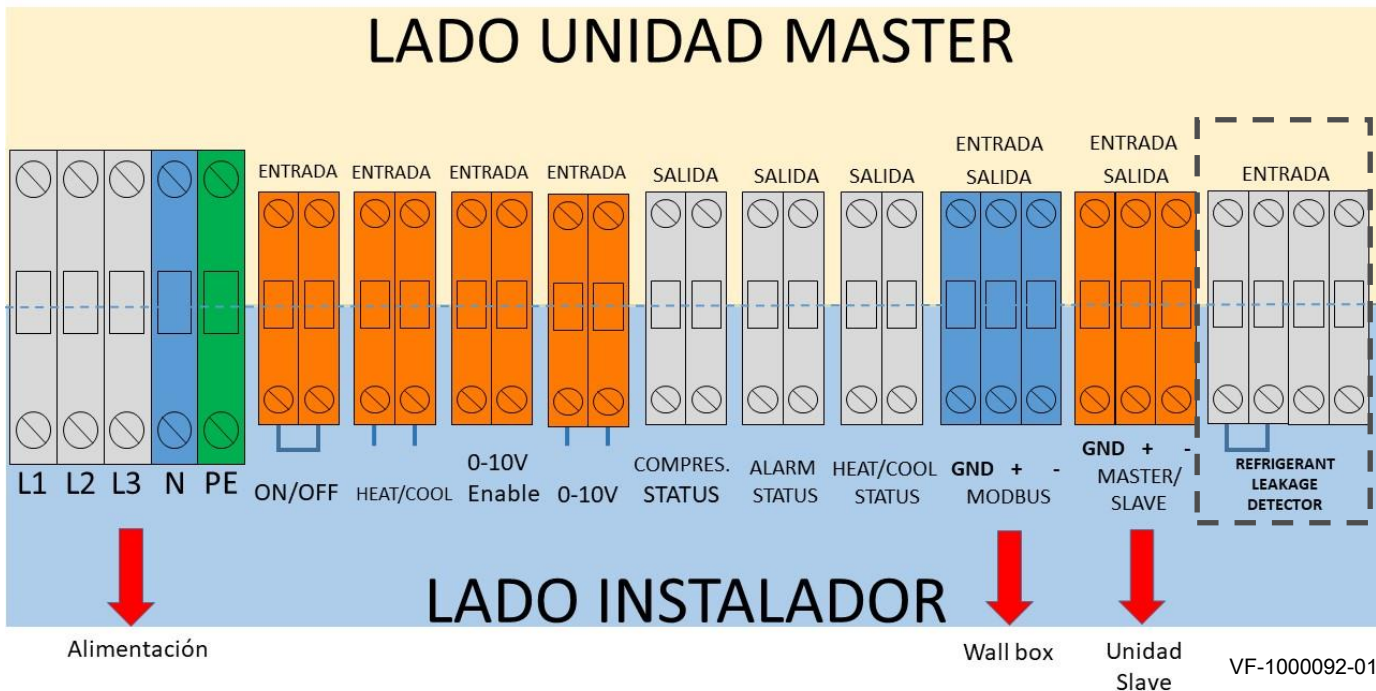 LADO UNIDAD MASTER
ENTRADA
ENTRADA
ENTRADA
ENTRADA
SALIDA
SALIDA
SALIDA
ENTRADA
SALIDA
ENTRADA
SALIDA
ENTRADA
L1 L2 L3 N PE
ON/OFF
HEAT/COOL
0-10V
Enable
0-10V
COMPRES.
STATUS
ALARM
STATUS
HEAT/COOL
STATUS
GND + -
MODBUS
GND + -
MASTER/
SLAVE
REFRIGERANT
LEAKAGE
DETECTOR
LADO INSTALADOR
Alimentación
Wall box
Unidad
Slave
VF-1000092-01